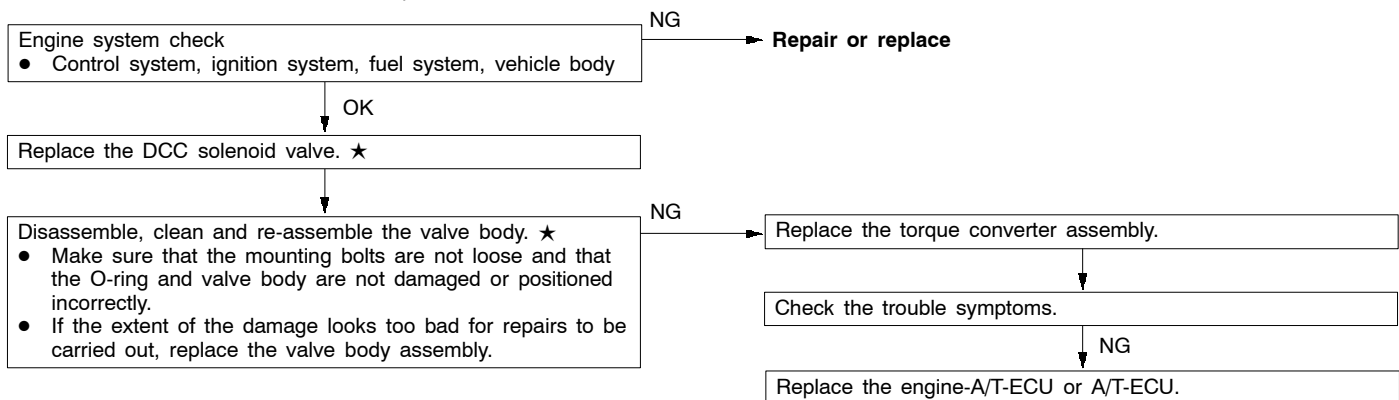 NG
Engine system check
● Control system, ignition system, fuel system, vehicle body
Repair or replace
OK
Replace the DCC solenoid valve. ★
NG
Disassemble, clean and re-assemble the valve body. ★
● Make sure that the mounting bolts are not loose and that
the O-ring and valve body are not damaged or positioned
incorrectly.
● If the extent of the damage looks too bad for repairs to be
carried out, replace the valve body assembly.
Replace the torque converter assembly.
Check the trouble symptoms.
NG
Replace the engine-A/T-ECU or A/T-ECU.